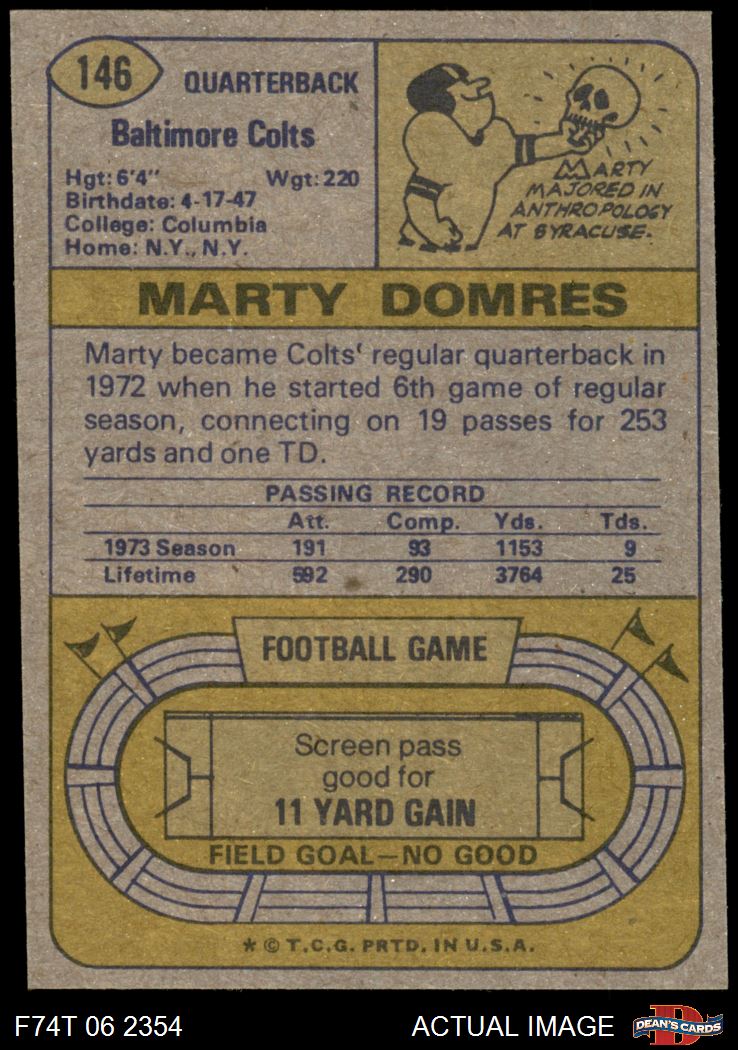 146
QUARTERBACK
Baltimore Colts
Hgt: 6'4" Wgt: 220
Birthdate: 4-17-47
College: Columbia
Home: N.Y., N.Y.
MARTY
MAJORED IN
ANTHROPOLOGY
AT SYRACUSE.
MARTY DOMRES
Marty became Colts' regular quarterback in
1972 when he started 6th game of regular
season, connecting on 19 passes for 253
yards and one TD.
PASSING RECORD
Att. Comp. Yds. Tds.
1973 Season 191 93 1153 9
Lifetime 592 290 3764 25
FOOTBALL GAME
Screen pass
good for
11 YARD GAIN
FIELD GOAL—NO GOOD
* © T.C.G. PRTD. IN U.S.A.
F74T 06 2354 ACTUAL IMAGE
D
DEAN'S CARDS